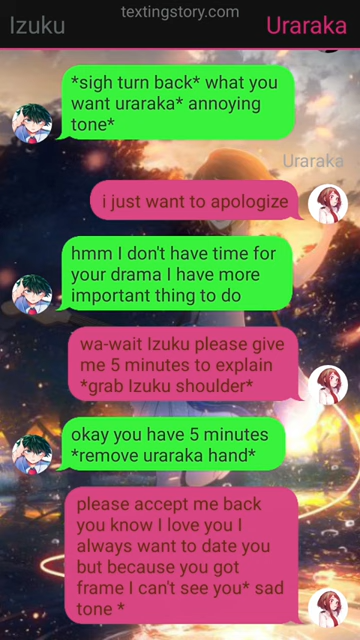 textingstory.com
Izuku
Uraraka
*sigh turn back* what you
want uraraka* annoying
tone*
Uraraka
i just want to apologize
hmm I don't have time for
your drama I have more
important thing to do
wa-wait Izuku please give
me 5 minutes to explain
*grab Izuku shoulder*
okay you have 5 minutes
*remove uraraka hand*
please accept me back
you know I love you I
always want to date you
but because you got
frame I can't see you* sad
tone *